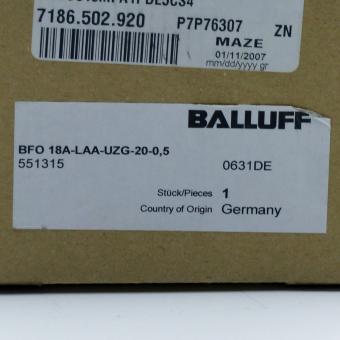 7186.502.920 P7P76307 ZN
MAZE
01/11/2007
mm/dd/yyyy gr
BALLUFF
BFO 18A-LAA-UZG-20-0,5
551315 0631DE
Stück/Pieces 1
Country of Origin Germany